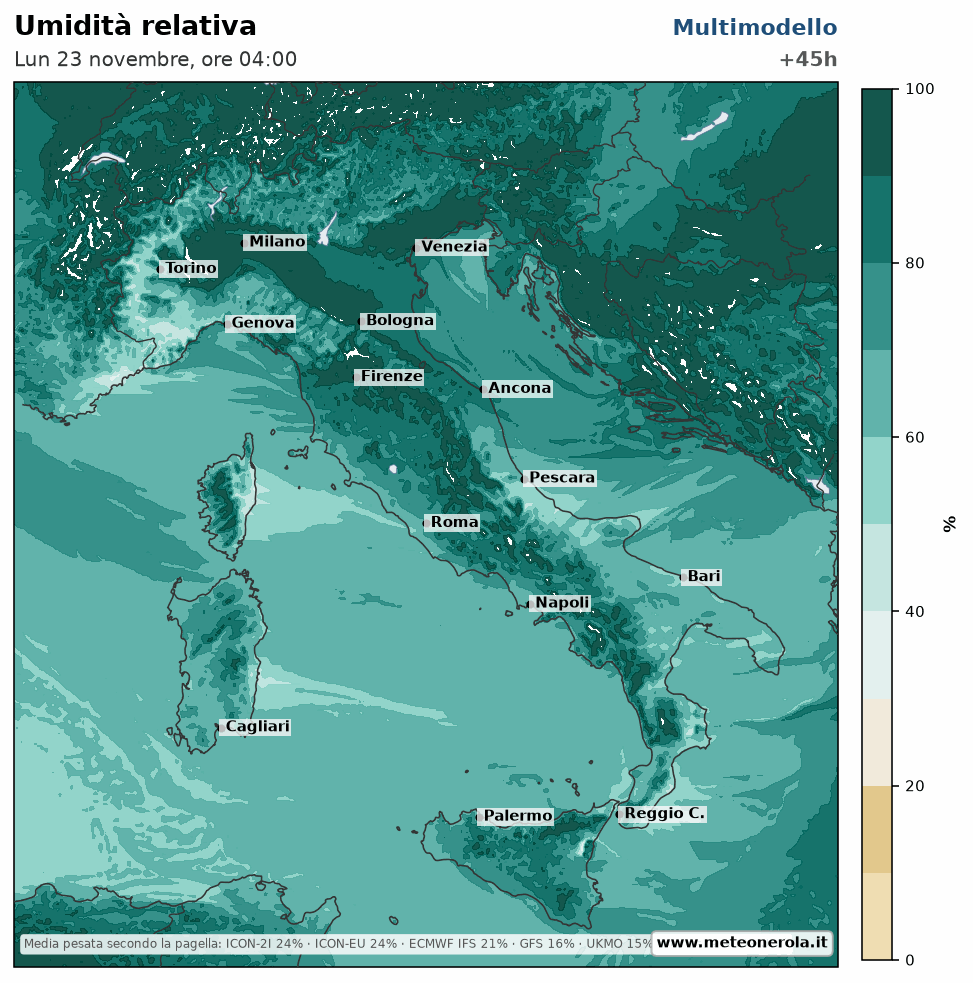 Umidità relativa
Multimodello
Lun 23 novembre, ore 04:00
+45h
100
80
60
40
20
0
%
Milano
Venezia
Torino
Genova
Bologna
Firenze
Ancona
Pescara
Roma
Bari
Napoli
Cagliari
Palermo
Reggio C.
Media pesata secondo la pagella: ICON-2I 24% · ICON-EU 24% · ECMWF IFS 21% · GFS 16% · UKMO 15%
www.meteonerola.it